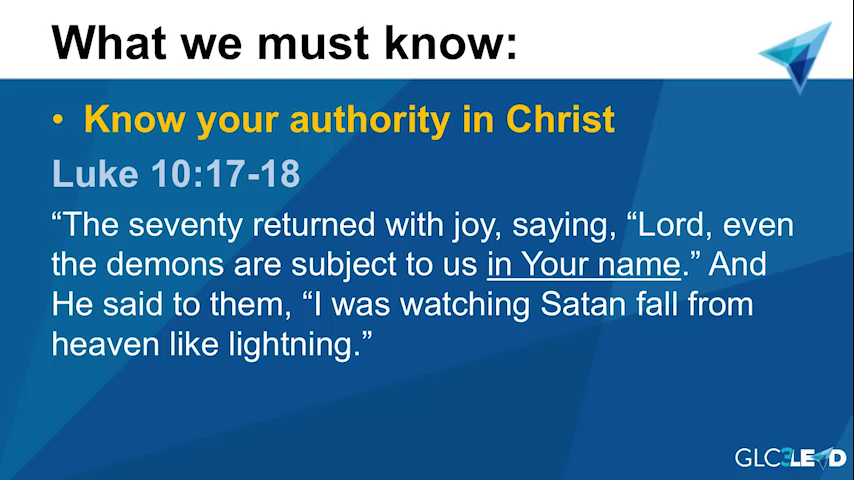 What we must know:
• Know your authority in Christ
Luke 10:17-18
“The seventy returned with joy, saying, “Lord, even
the demons are subject to us in Your name.” And
He said to them, “I was watching Satan fall from
heaven like lightning.”
GLC3LEAD